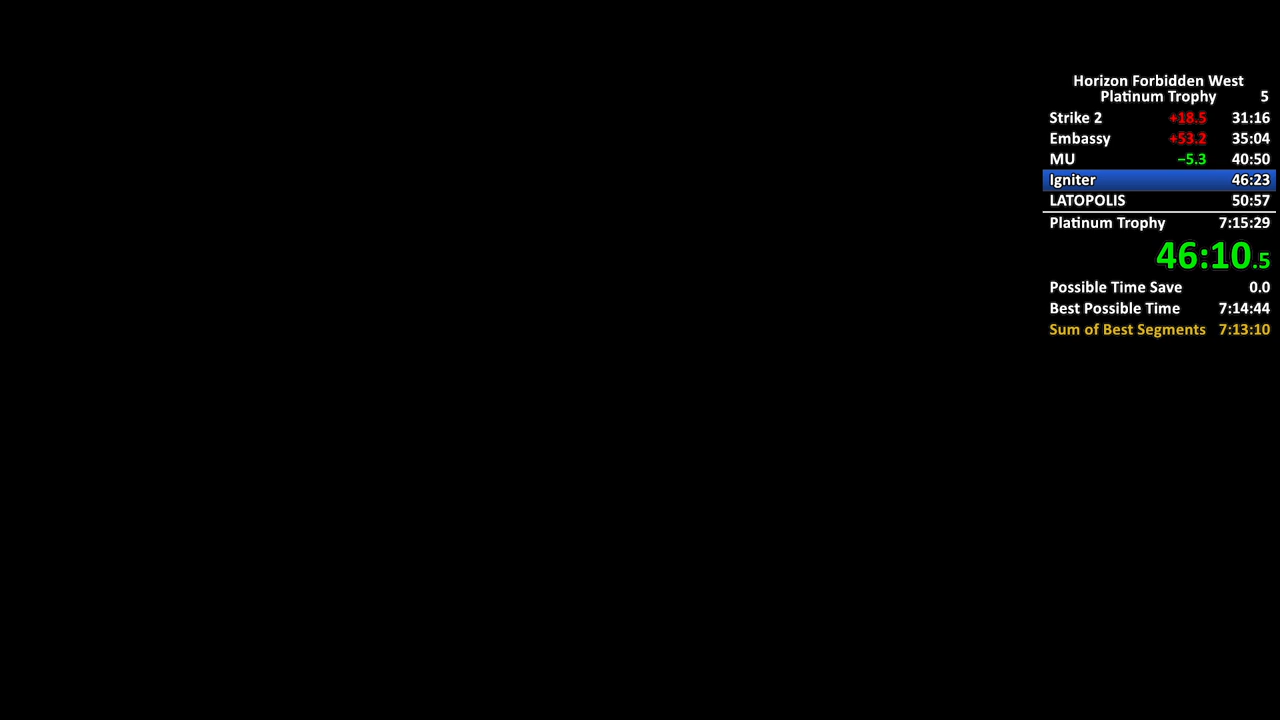 Horizon Forbidden West
Platinum Trophy 5
Strike 2 +18.5 31:16
Embassy +53.2 35:04
MU −5.3 40:50
Igniter 46:23
LATOPOLIS 50:57
Platinum Trophy 7:15:29
46:10.5
Possible Time Save 0.0
Best Possible Time 7:14:44
Sum of Best Segments 7:13:10